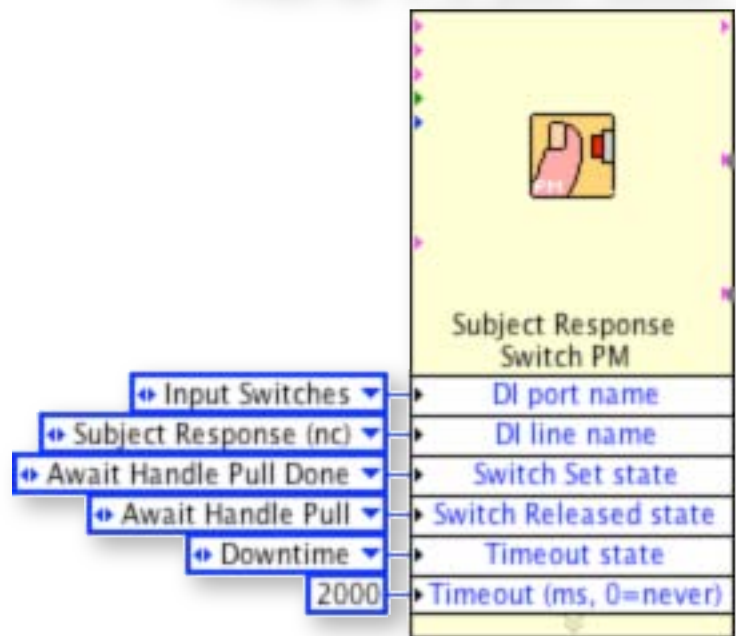 PM
Subject Response
Switch PM
Input Switches DI port name
Subject Response (nc) DI line name
Await Handle Pull Done Switch Set state
Await Handle Pull Switch Released state
Downtime Timeout state
2000 Timeout (ms, 0=never)